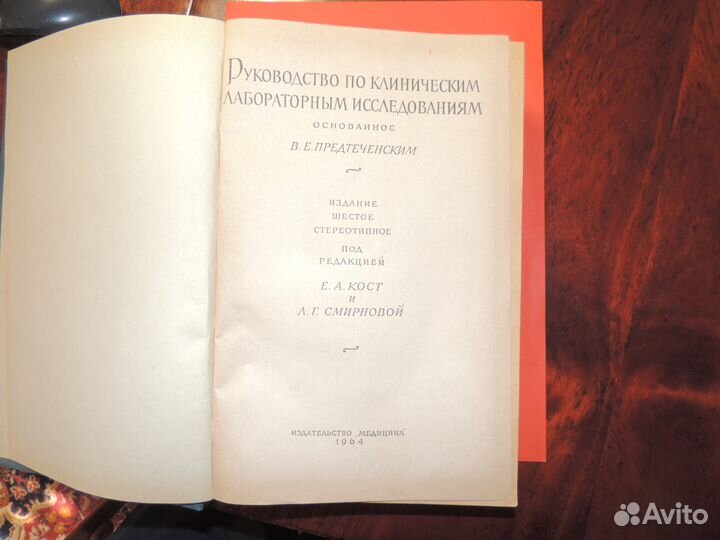 РУКОВОДСТВО ПО КЛИНИЧЕСКИМ
ЛАБОРАТОРНЫМ ИССЛЕДОВАНИЯМ
ОСНОВАННОЕ
В. Е. ПРЕДТЕЧЕНСКИМ
ИЗДАНИЕ
ШЕСТОЕ
СТЕРЕОТИПНОЕ
ПОД
РЕДАКЦИЕЙ
Е. А. КОСТ
И
Л. Г. СМИРНОВОЙ
ИЗДАТЕЛЬСТВО „МЕДИЦИНА"
1964
Avito